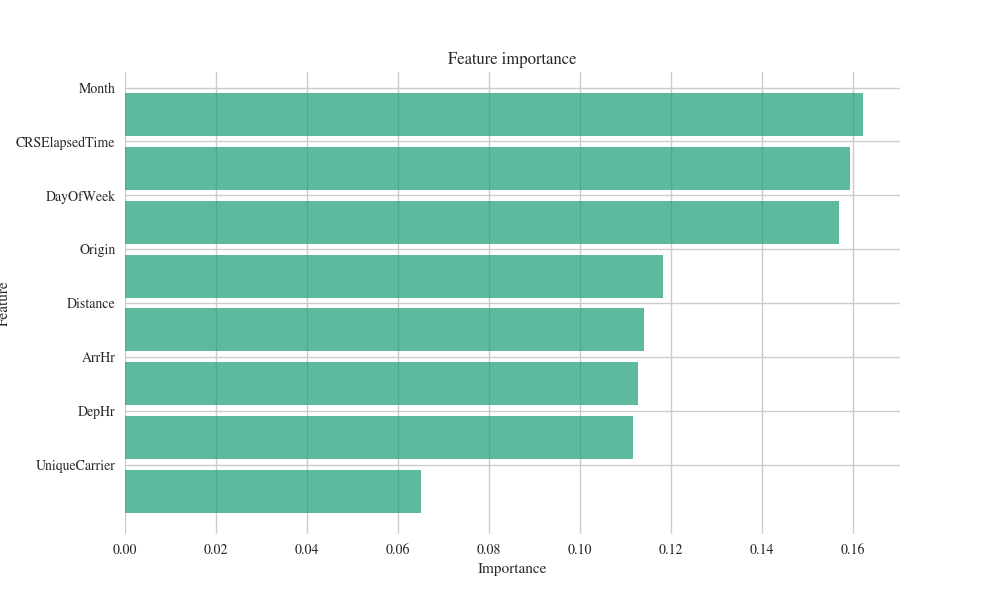 Feature importance
Month
CRSElapsedTime
DayOfWeek
Origin
Distance
ArrHr
DepHr
UniqueCarrier
Feature
0.00 0.02 0.04 0.06 0.08 0.10 0.12 0.14 0.16
Importance